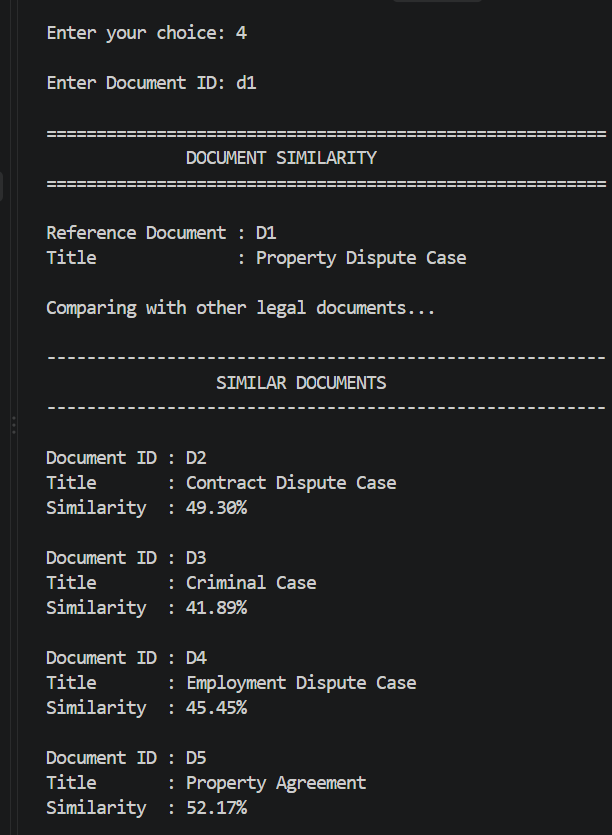 Enter your choice: 4
Enter Document ID: d1
========================================================
DOCUMENT SIMILARITY
========================================================
Reference Document : D1
Title              : Property Dispute Case
Comparing with other legal documents...
--------------------------------------------------------
SIMILAR DOCUMENTS
--------------------------------------------------------
Document ID : D2
Title       : Contract Dispute Case
Similarity  : 49.30%
Document ID : D3
Title       : Criminal Case
Similarity  : 41.89%
Document ID : D4
Title       : Employment Dispute Case
Similarity  : 45.45%
Document ID : D5
Title       : Property Agreement
Similarity  : 52.17%